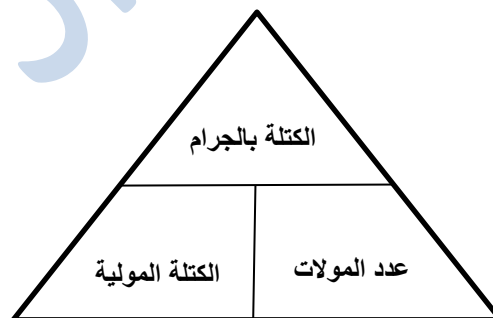 الكتلة بالجرام
عدد المولات
الكتلة المولية